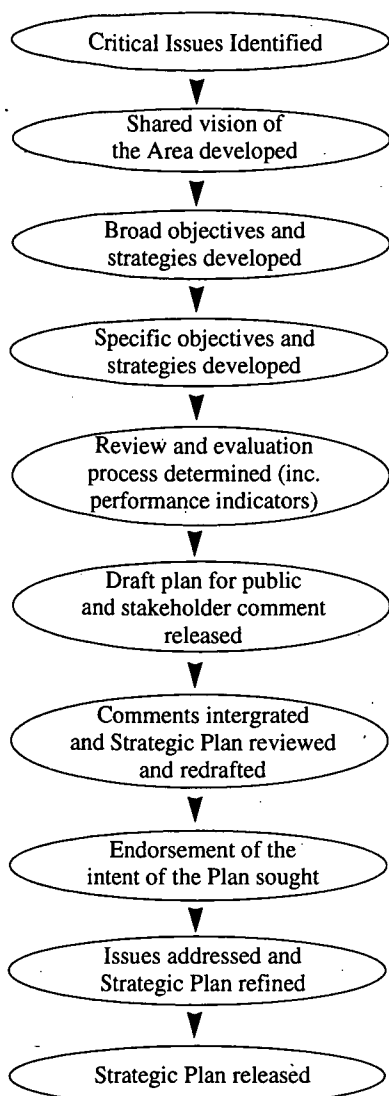 Critical Issues Identified
Shared vision of
the Area developed
Broad objectives and
strategies developed
Specific objectives and
strategies developed
Review and evaluation
process determined (inc.
performance indicators)
Draft plan for public
and stakeholder comment
released
Comments intergrated
and Strategic Plan reviewed
and redrafted
Endorsement of the
intent of the Plan sought
Issues addressed and
Strategic Plan refined
Strategic Plan released